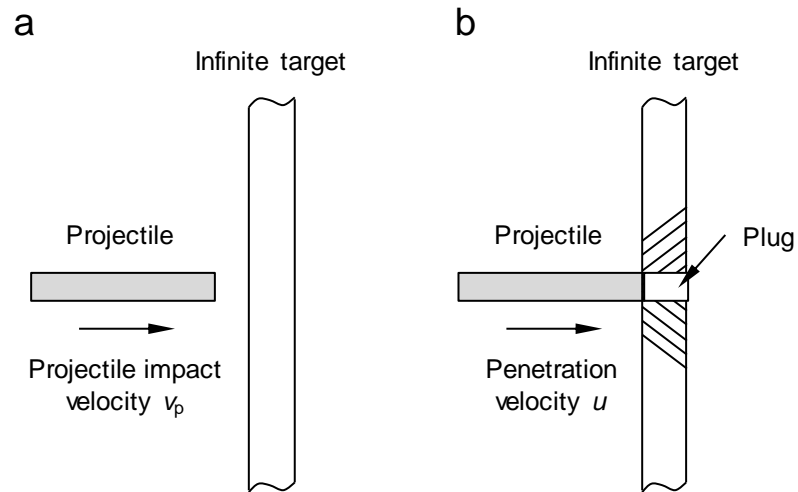 a
Infinite target
Projectile
Projectile impact
velocity vp
b
Infinite target
Projectile
Plug
Penetration
velocity u